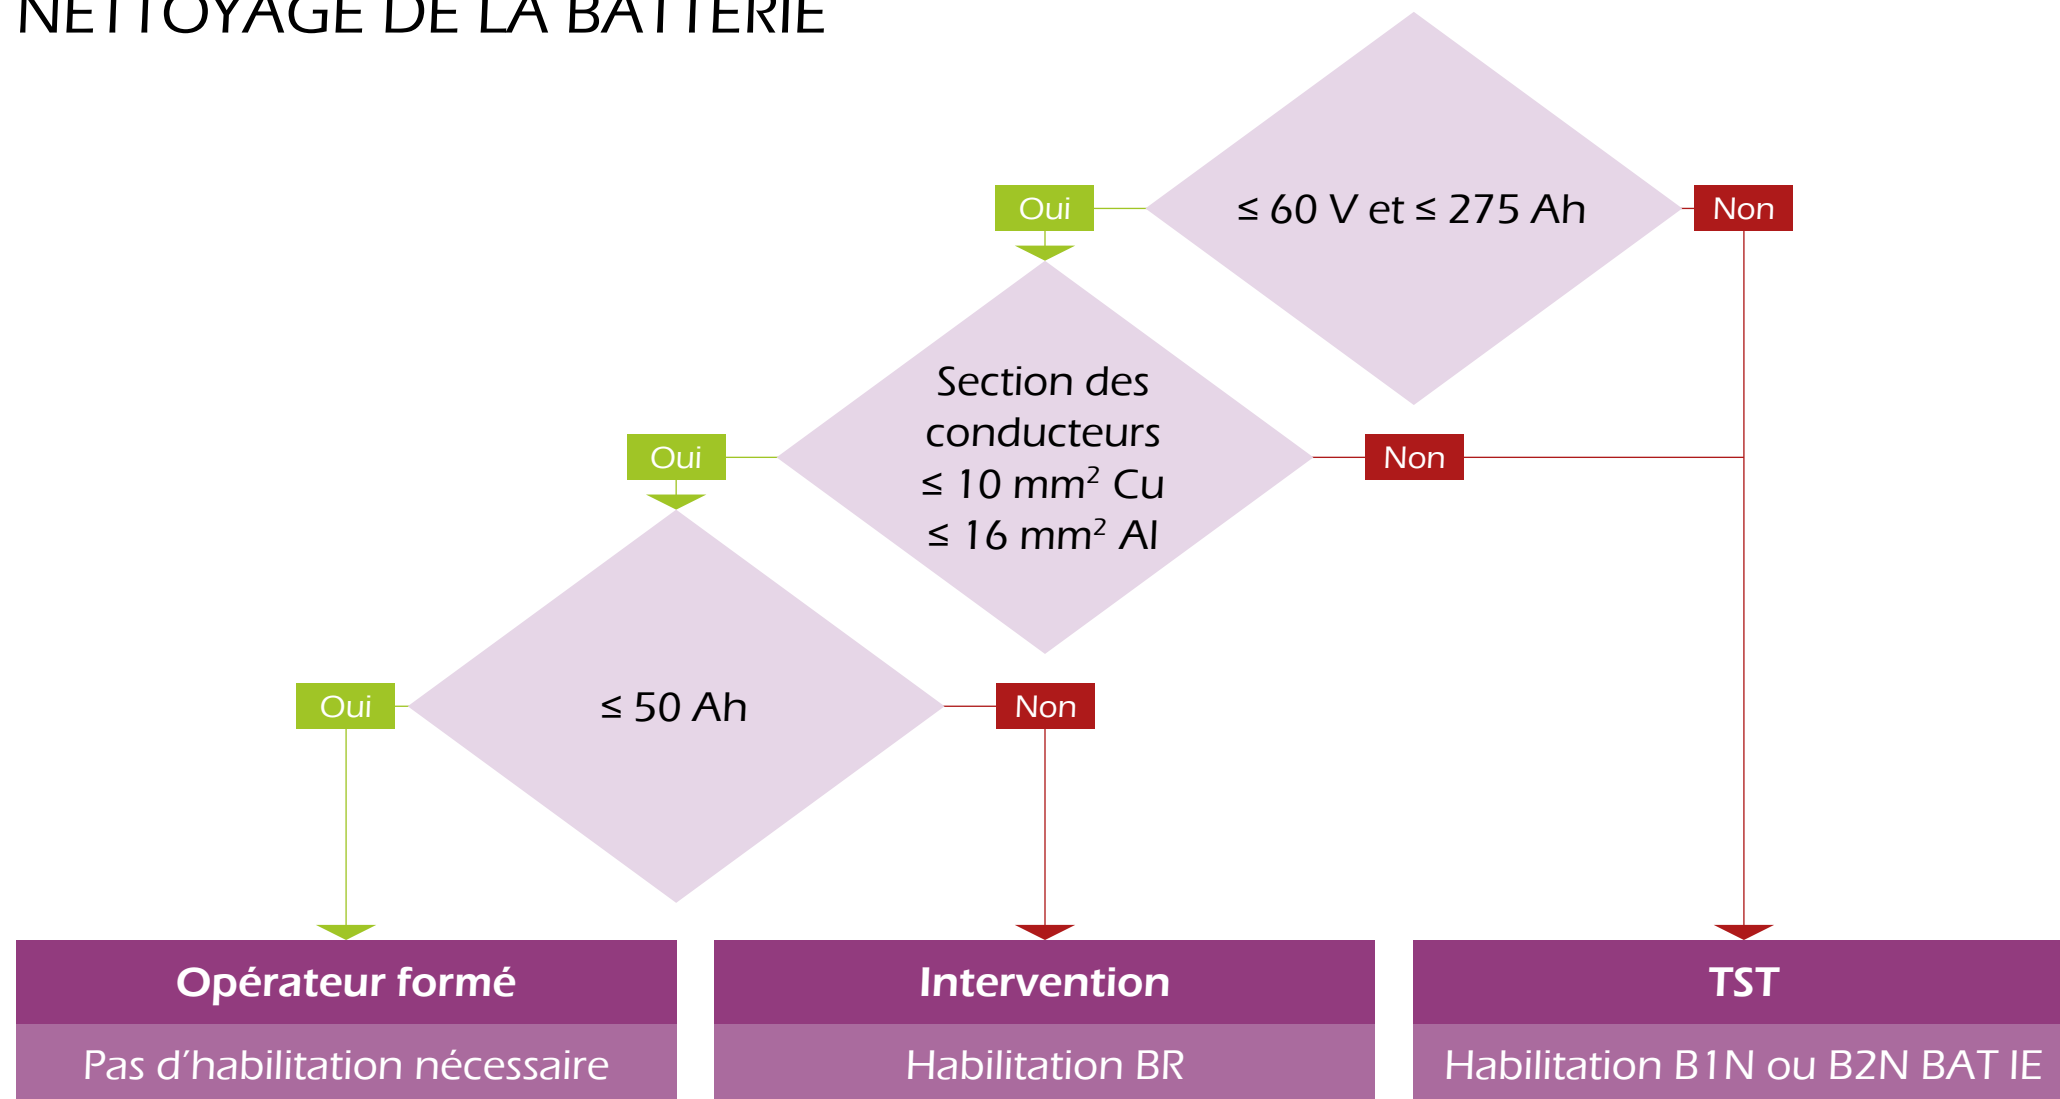 NETTOYAGE DE LA BATTERIE
≤ 60 V et ≤ 275 Ah
Oui
Non
Section des
conducteurs
≤ 10 mm² Cu
≤ 16 mm² Al
Oui
Non
≤ 50 Ah
Oui
Non
Opérateur formé
Pas d’habilitation nécessaire
Intervention
Habilitation BR
TST
Habilitation B1N ou B2N BAT IE